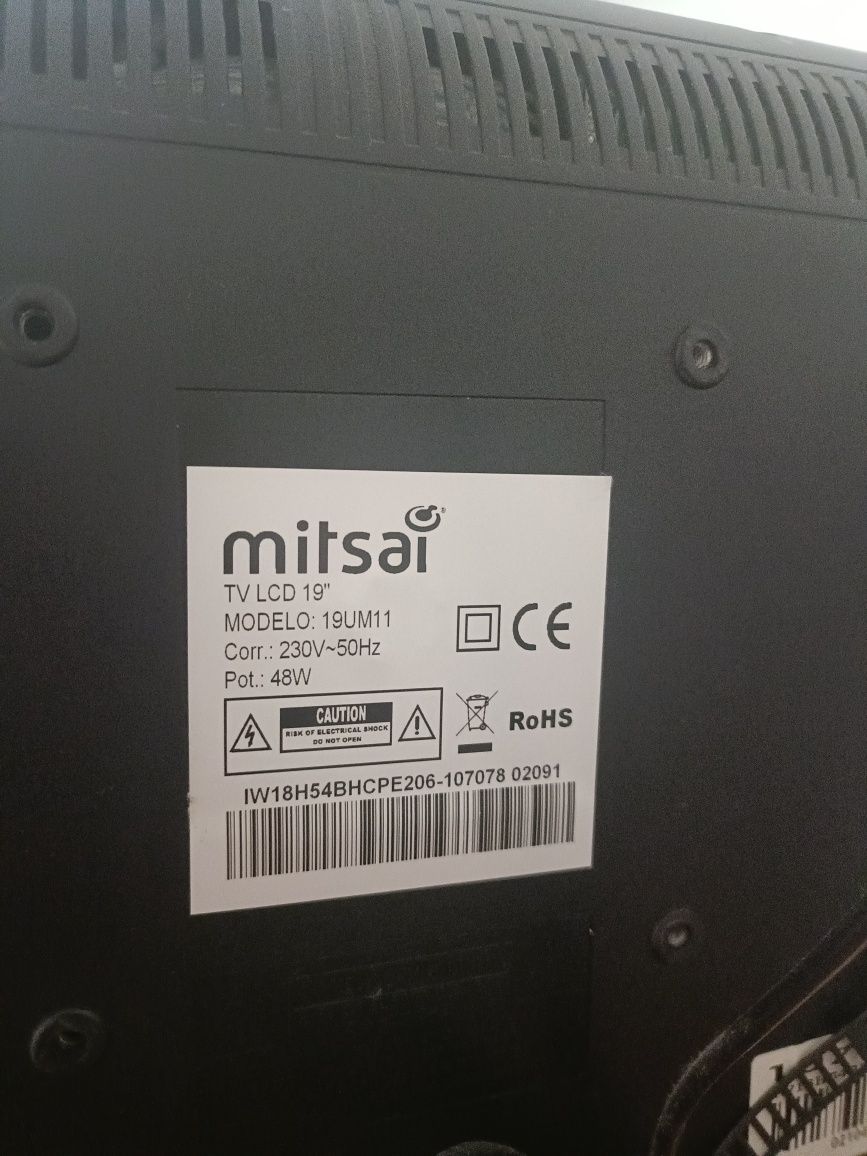 mitsai
TV LCD 19"
MODELO: 19UM11
Corr.: 230V~50Hz
Pot.: 48W
CE
CAUTION
RISK OF ELECTRICAL SHOCK
DO NOT OPEN
RoHS
IW18H54BHCPE206-107078 02091